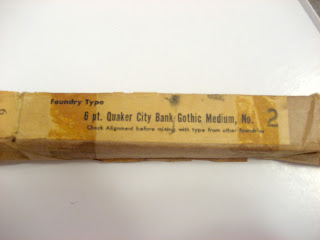 Foundry Type
6 pt. Quaker City Bank Gothic Medium, No. 2
Check Alignment before mixing with type from other foundries
6